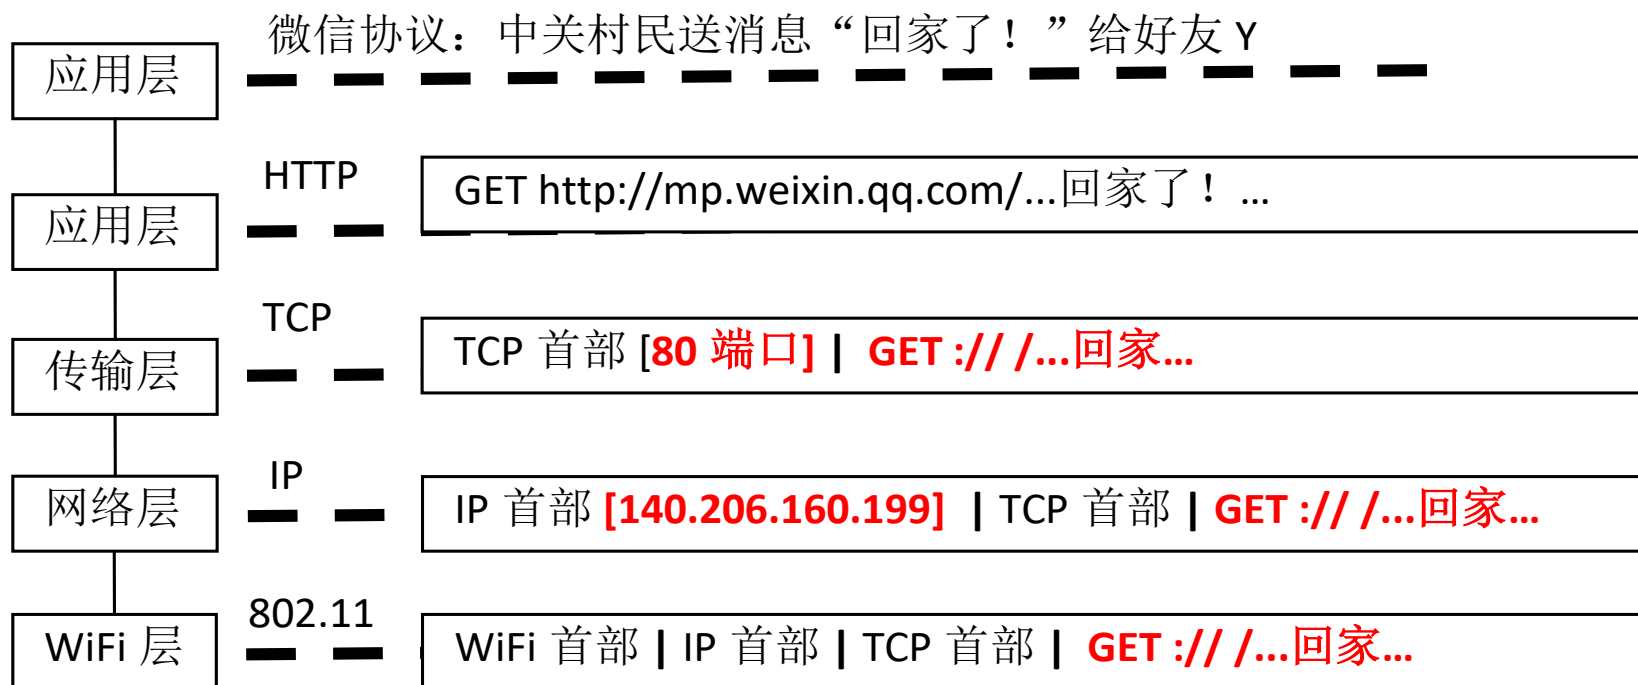 微信协议：中关村民送消息“回家了！”给好友 Y
应用层
HTTP
GET http://mp.weixin.qq.com/...回家了！...
应用层
TCP
TCP 首部 [80 端口] | GET :// /...回家...
传输层
IP
IP 首部 [140.206.160.199] | TCP 首部 | GET :// /...回家...
网络层
802.11
WiFi 首部 | IP 首部 | TCP 首部 | GET :// /...回家...
WiFi 层